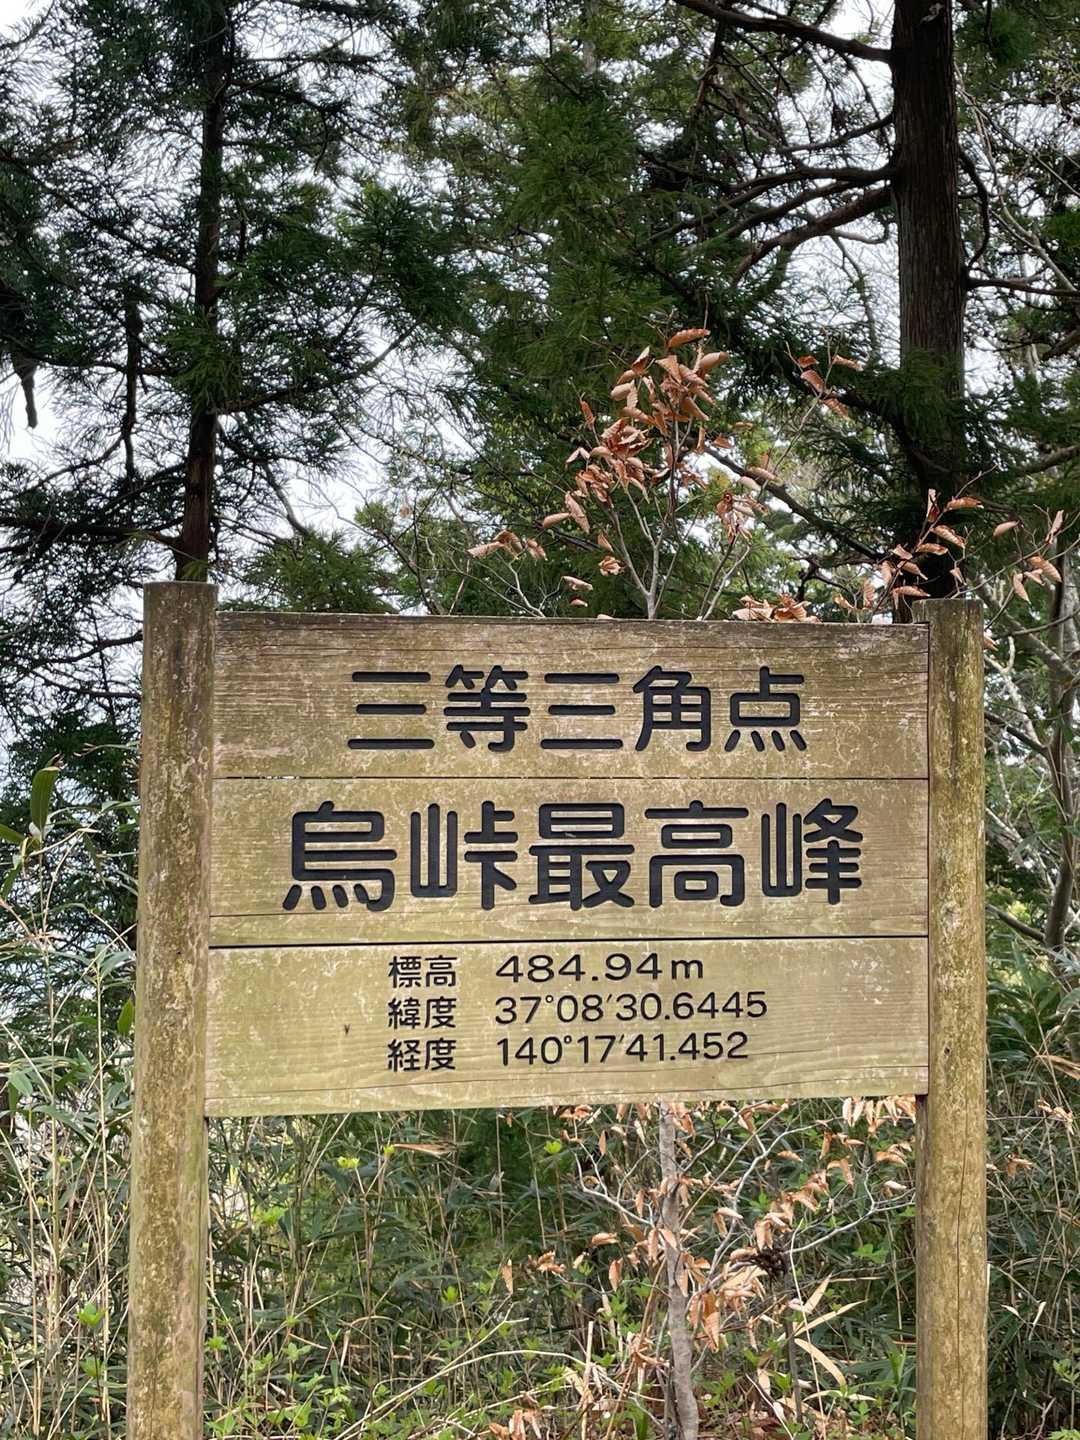 三等三角点
烏峠最高峰
標高 484.94m
緯度 37°08′30.6445
経度 140°17′41.452